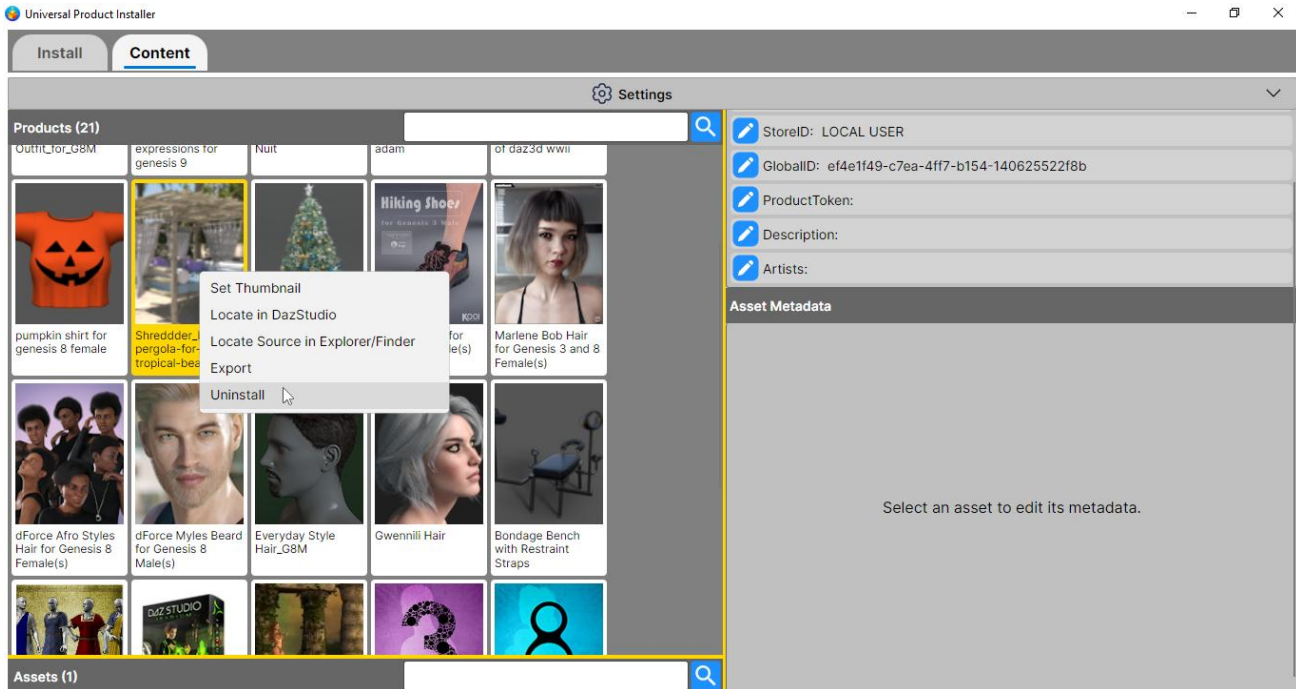 Universal Product Installer
Install
Content
Settings
Products (21)
Outfit_for_G8M
expressions for
genesis 9
Nuit
adam
of daz3d wwii
pumpkin shirt for
genesis 8 female
Shreddder_
pergola-for-
tropical-bea
Hiking Shoes
for Genesis 3 Male
KOOI
for
le(s)
Marlene Bob Hair
for Genesis 3 and 8
Female(s)
Set Thumbnail
Locate in DazStudio
Locate Source in Explorer/Finder
Export
Uninstall
dForce Afro Styles
Hair for Genesis 8
Female(s)
dForce Myles Beard
for Genesis 8
Male(s)
Everyday Style
Hair_G8M
Gwennili Hair
Bondage Bench
with Restraint
Straps
DAZ STUDIO
3
8
Assets (1)
StoreID: LOCAL USER
GlobalID: ef4e1f49-c7ea-4ff7-b154-140625522f8b
ProductToken:
Description:
Artists:
Asset Metadata
Select an asset to edit its metadata.